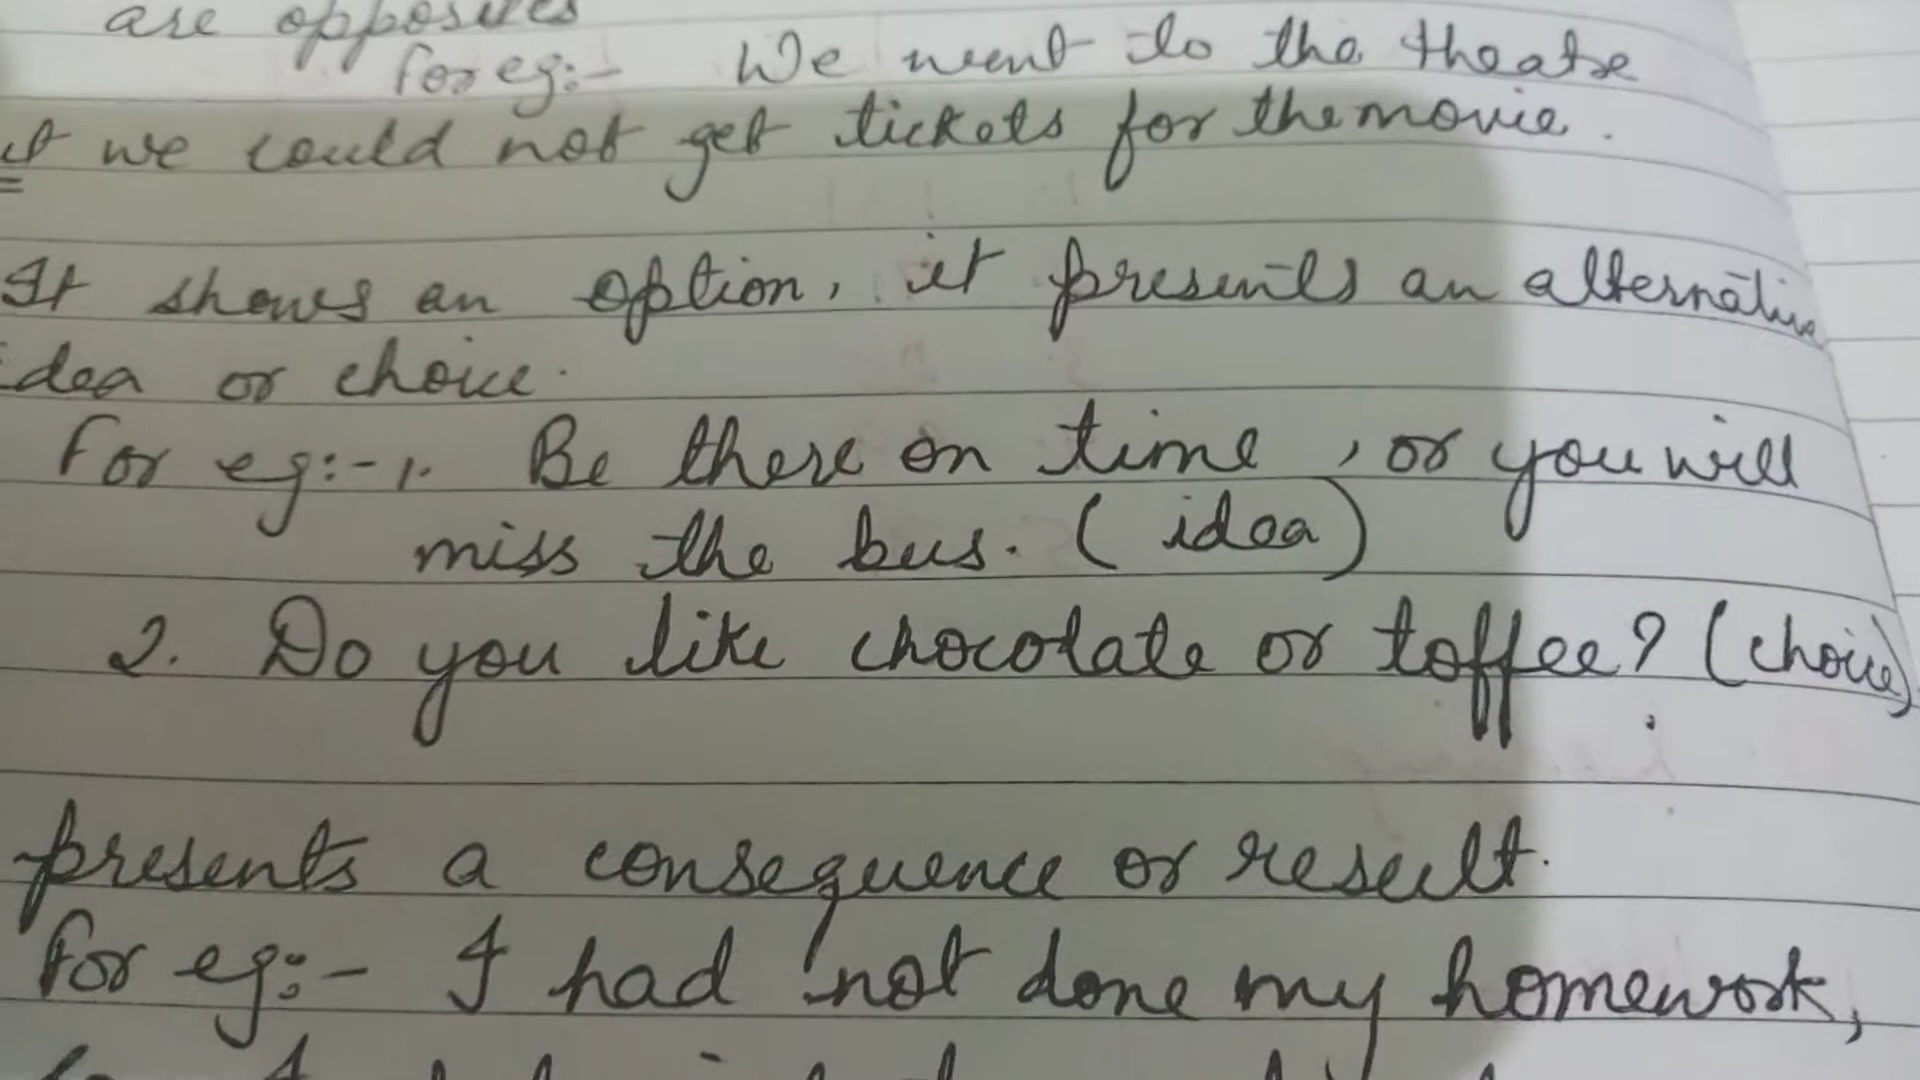 are opposites
For eg:- We went to the theatre
we could not get tickets for the movie.
It shows an option, it presents an alternative
idea or choice.
For eg:- 1. Be there on time, or you will
miss the bus. (idea)
2. Do you like chocolate or toffee? (choice)
presents a consequence or result.
For eg:- I had not done my homework,